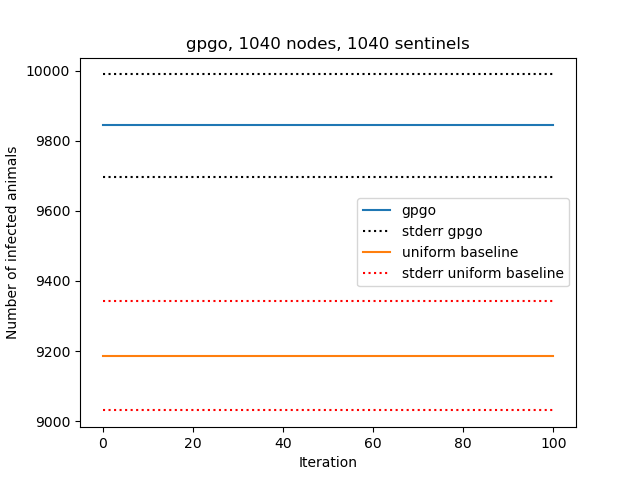 gpgo, 1040 nodes, 1040 sentinels
Number of infected animals
10000
9800
9600
9400
9200
9000
gpgo
stderr gpgo
uniform baseline
stderr uniform baseline
0 20 40 60 80 100
Iteration